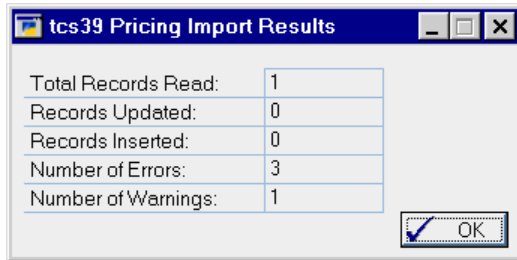 tcs39 Pricing Import Results
Total Records Read: 1
Records Updated: 0
Records Inserted: 0
Number of Errors: 3
Number of Warnings: 1
OK